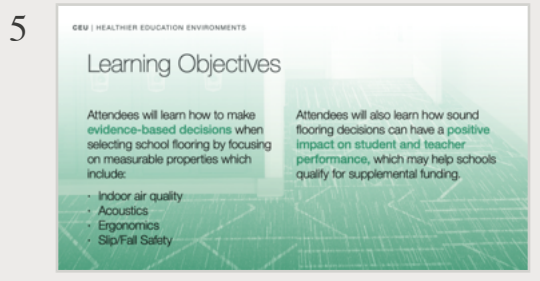 5
CEU | HEALTHIER EDUCATION ENVIRONMENTS
Learning Objectives
Attendees will learn how to make
evidence-based decisions when
selecting school flooring by focusing
on measurable properties which
include:
· Indoor air quality
· Acoustics
· Ergonomics
· Slip/Fall Safety
Attendees will also learn how sound
flooring decisions can have a positive
impact on student and teacher
performance, which may help schools
qualify for supplemental funding.